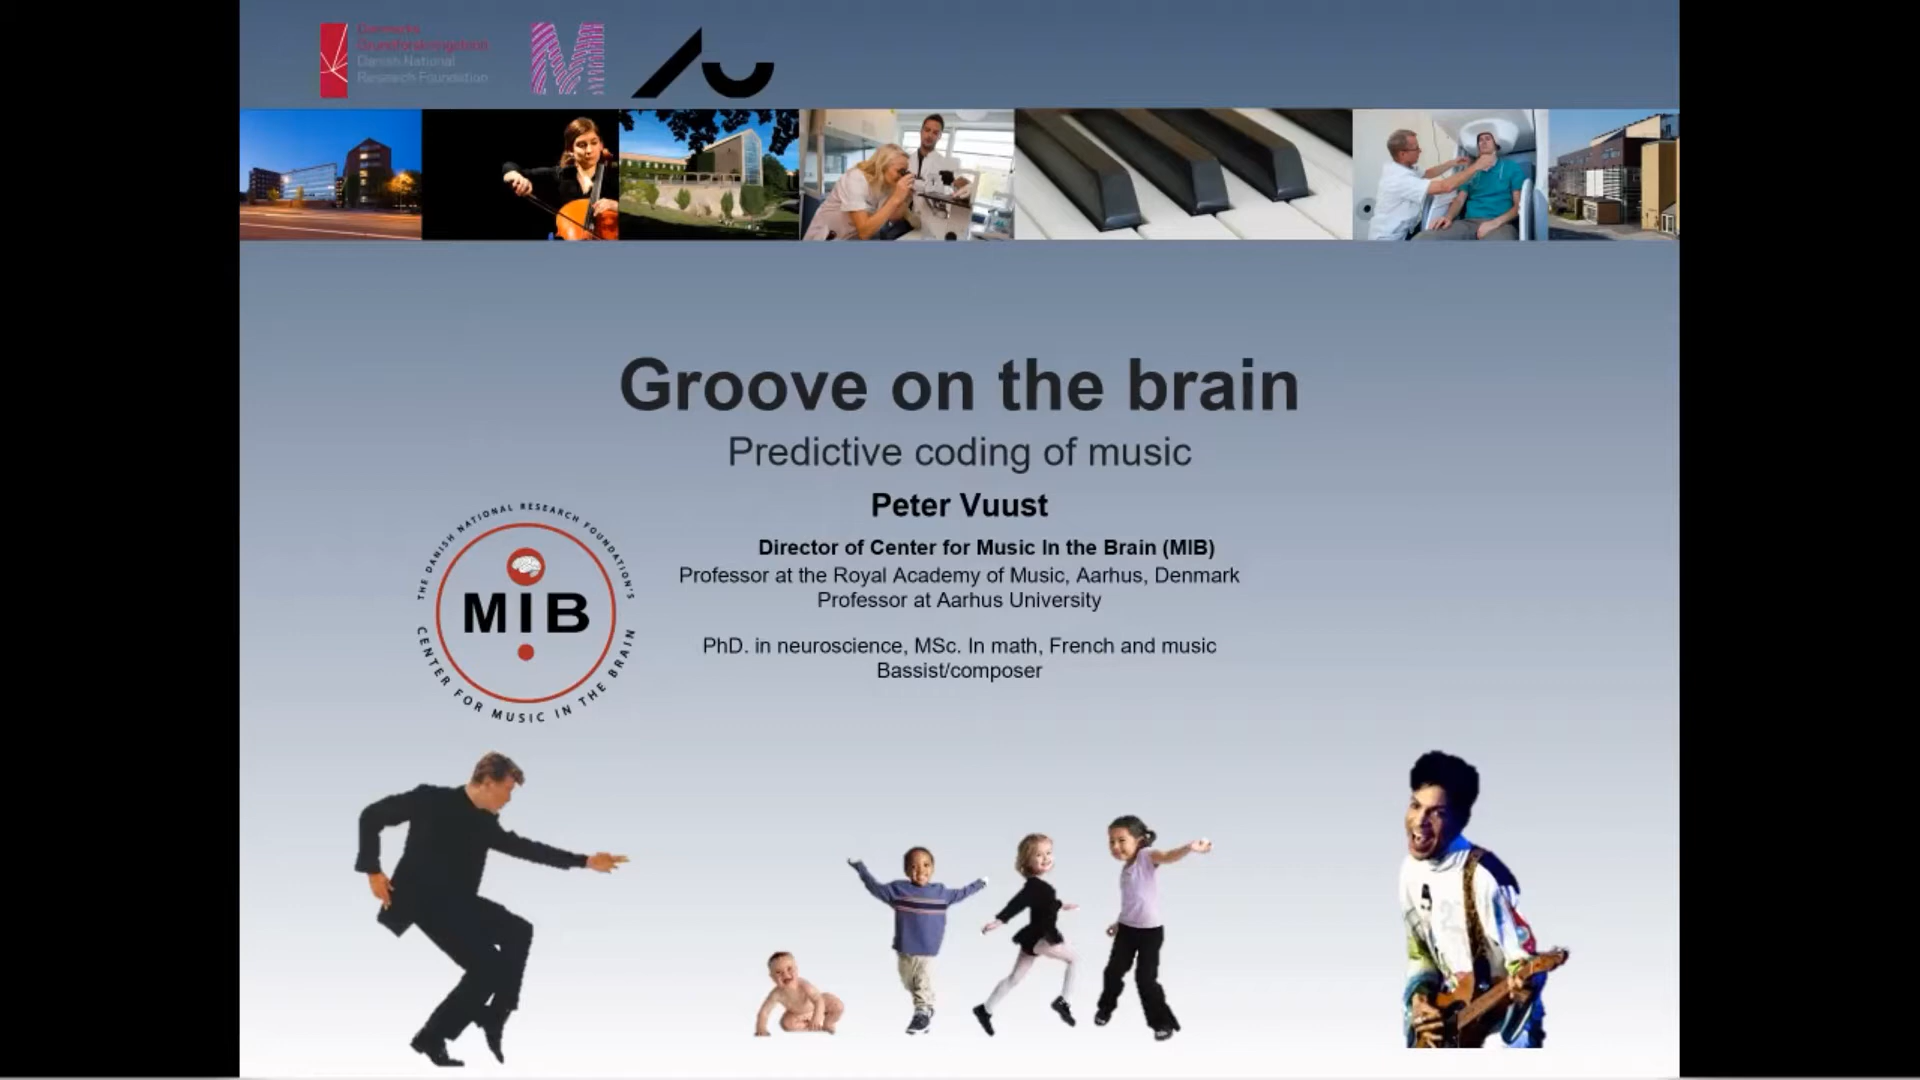 Danmarks
Grundforskningsfond
Danish National
Research Foundation
Groove on the brain
Predictive coding of music
Peter Vuust
Director of Center for Music In the Brain (MIB)
Professor at the Royal Academy of Music, Aarhus, Denmark
Professor at Aarhus University
PhD. in neuroscience, MSc. In math, French and music
Bassist/composer
THE DANISH NATIONAL RESEARCH FOUNDATION'S
MIB
CENTER FOR MUSIC IN THE BRAIN